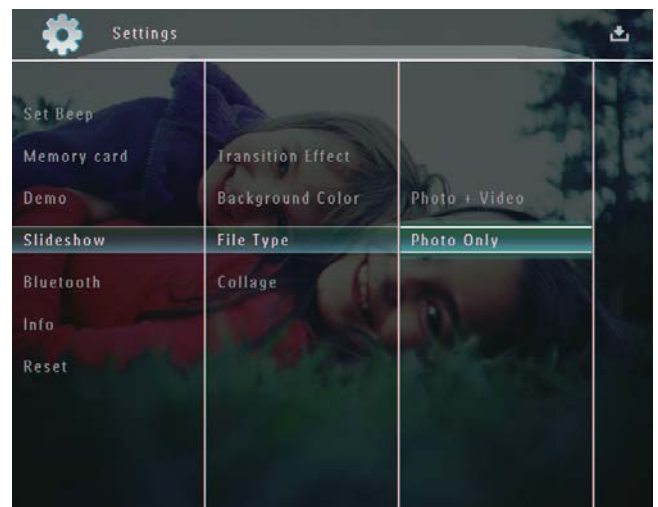 Settings
Set Beep
Memory card
Demo
Slideshow
Bluetooth
Info
Reset
Transition Effect
Background Color
File Type
Collage
Photo + Video
Photo Only